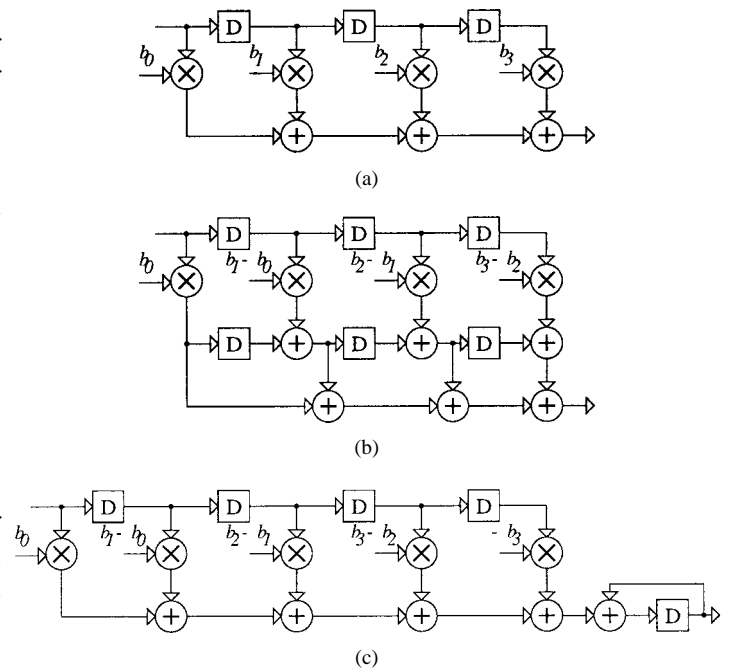 D D D
b0 b1 b2 b3
× × × ×
+ + +
(a)
D D D
b0 b1- b0 b2- b1 b3- b2
× × × ×
D + D + D +
+ + +
(b)
D D D D
b0 b1- b0 b2- b1 b3- b2 - b3
× × × × ×
+ + + + + D
(c)